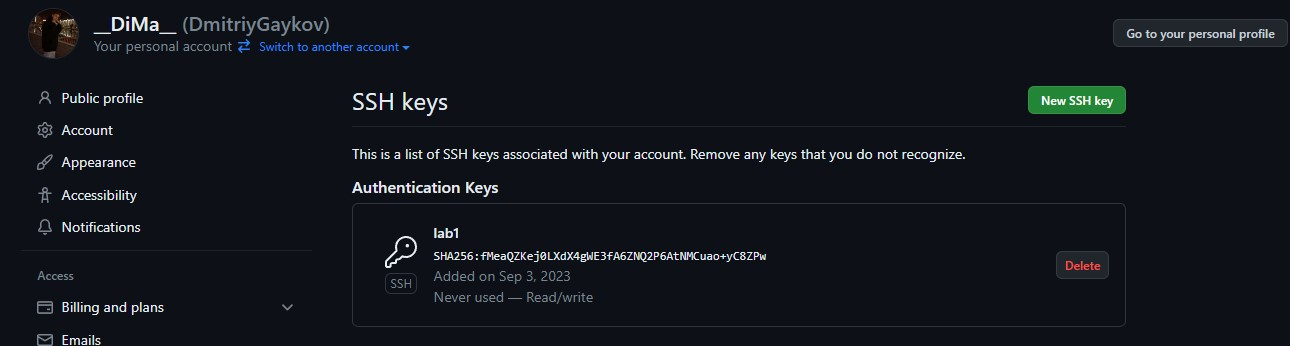 __DiMa__ (DmitriyGaykov)
Your personal account Switch to another account
Go to your personal profile
Public profile
Account
Appearance
Accessibility
Notifications
Access
Billing and plans
Emails
SSH keys
New SSH key
This is a list of SSH keys associated with your account. Remove any keys that you do not recognize.
Authentication Keys
lab1
SHA256:fMeaQZKej0LXdX4gWE3fA6ZNQ2P6AtNMCuao+yC8ZPw
Added on Sep 3, 2023
Never used — Read/write
SSH
Delete